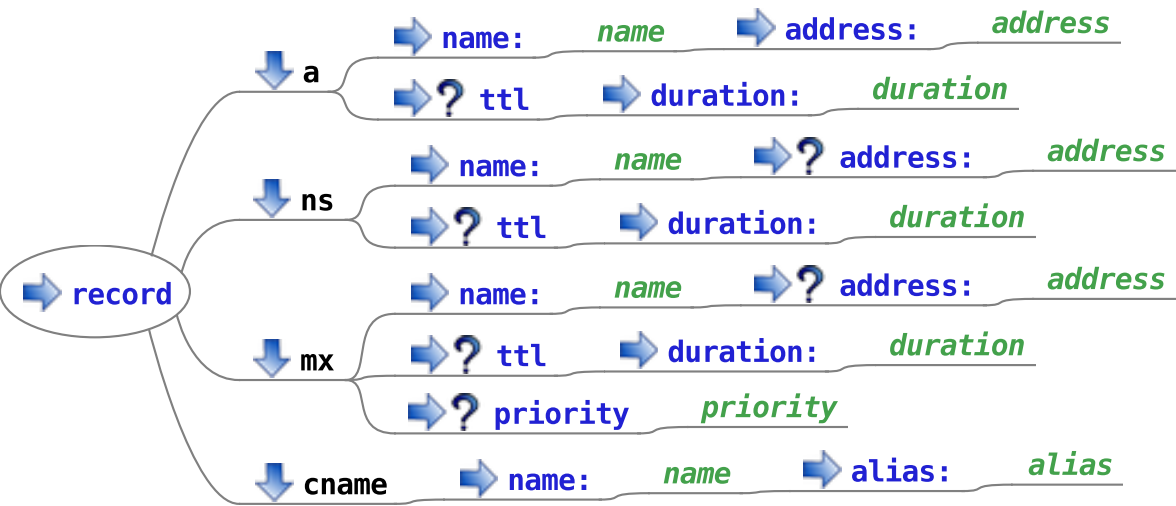 a name: name address: address
? ttl duration: duration
ns name: name ? address: address
? ttl duration: duration
record
mx name: name ? address: address
? ttl duration: duration
? priority priority
cname name: name alias: alias